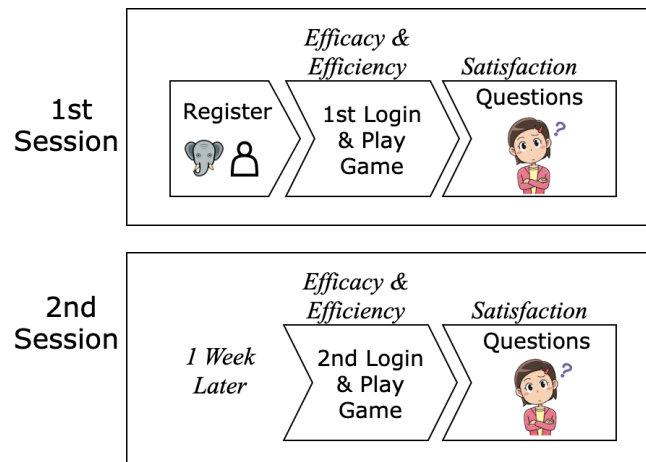 Efficacy &
Efficiency
Satisfaction
1st
Session
Register
1st Login
& Play
Game
Questions
?
2nd
Session
Efficacy &
Efficiency
Satisfaction
1 Week
Later
2nd Login
& Play
Game
Questions
?